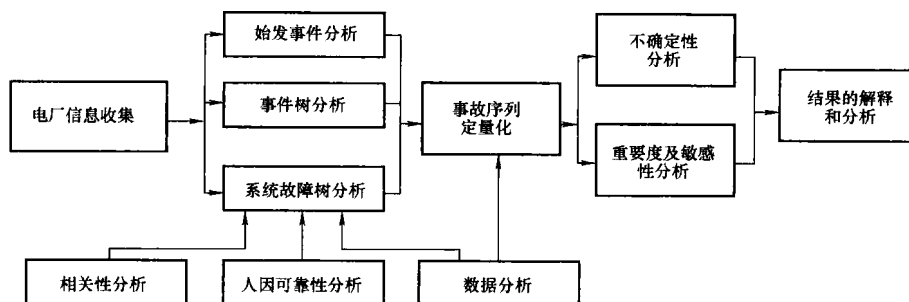 始发事件分析
不确定性
分析
电厂信息收集
事件树分析
事故序列
定量化
结果的解释
和分析
系统故障树分析
重要度及敏感
性分析
相关性分析
人因可靠性分析
数据分析